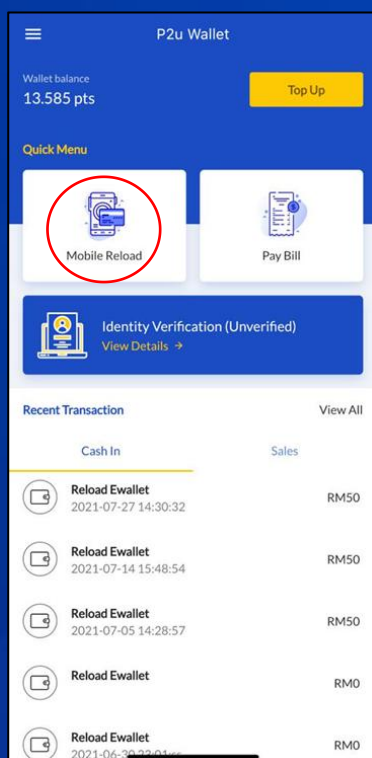 P2u Wallet
Wallet balance
13.585 pts
Top Up
Quick Menu
Mobile Reload
Pay Bill
Identity Verification (Unverified)
View Details →
Recent Transaction
View All
Cash In
Sales
Reload Ewallet
2021-07-27 14:30:32
RM50
Reload Ewallet
2021-07-14 15:48:54
RM50
Reload Ewallet
2021-07-05 14:28:57
RM50
Reload Ewallet
RM0
Reload Ewallet
RM0